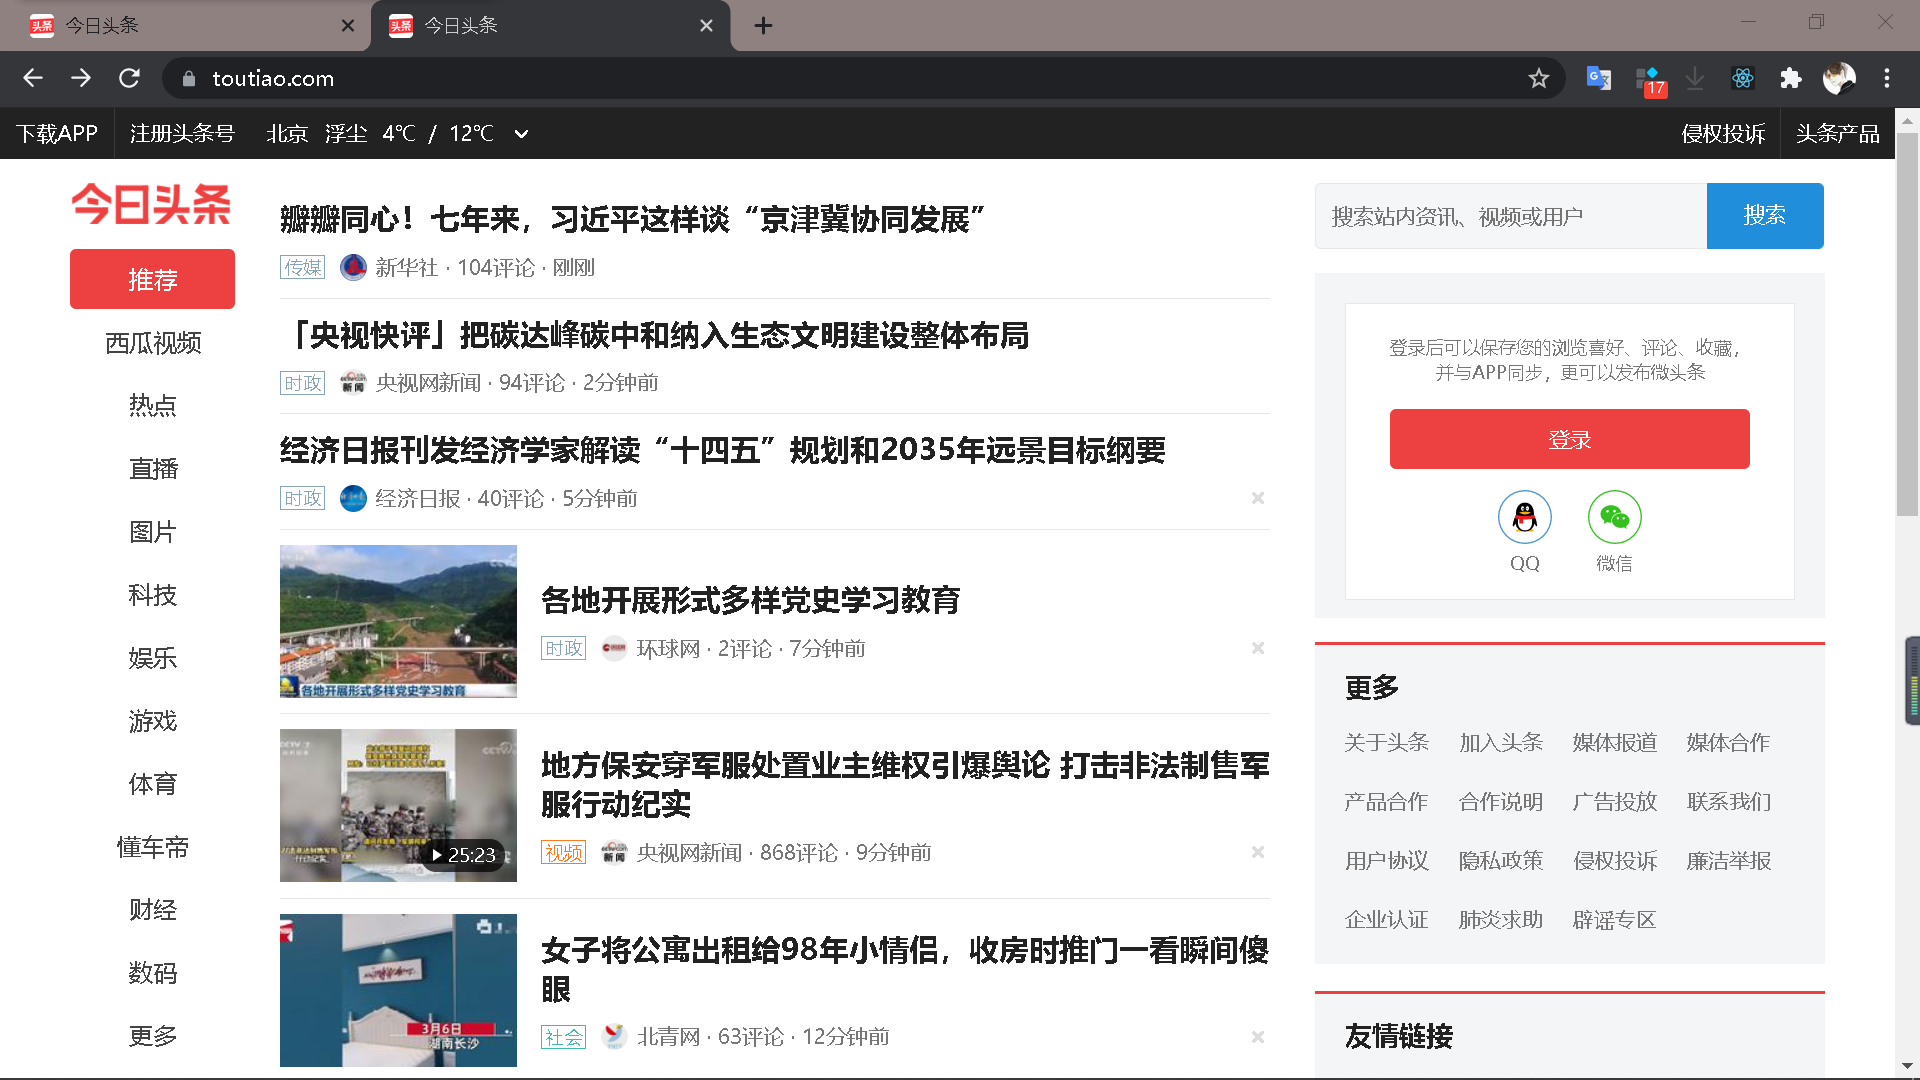 今日头条
今日头条
toutiao.com
17
下载APP
注册头条号
北京 浮尘 4℃ / 12℃
侵权投诉
头条产品
今日头条
推荐
西瓜视频
热点
直播
图片
科技
娱乐
游戏
体育
懂车帝
财经
数码
更多
瓣瓣同心！七年来，习近平这样谈“京津冀协同发展”
传媒 新华社 · 104评论 · 刚刚
「央视快评」把碳达峰碳中和纳入生态文明建设整体布局
时政 央视网新闻 · 94评论 · 2分钟前
经济日报刊发经济学家解读“十四五”规划和2035年远景目标纲要
时政 经济日报 · 40评论 · 5分钟前
各地开展形式多样党史学习教育
各地开展形式多样党史学习教育
时政 环球网 · 2评论 · 7分钟前
25:23
地方保安穿军服处置业主维权引爆舆论 打击非法制售军
服行动纪实
视频 央视网新闻 · 868评论 · 9分钟前
3月6日
湖南长沙
女子将公寓出租给98年小情侣，收房时推门一看瞬间傻
眼
社会 北青网 · 63评论 · 12分钟前
搜索站内资讯、视频或用户
搜索
登录后可以保存您的浏览喜好、评论、收藏，
并与APP同步，更可以发布微头条
登录
QQ
微信
更多
关于头条 加入头条 媒体报道 媒体合作
产品合作 合作说明 广告投放 联系我们
用户协议 隐私政策 侵权投诉 廉洁举报
企业认证 肺炎求助 辟谣专区
友情链接